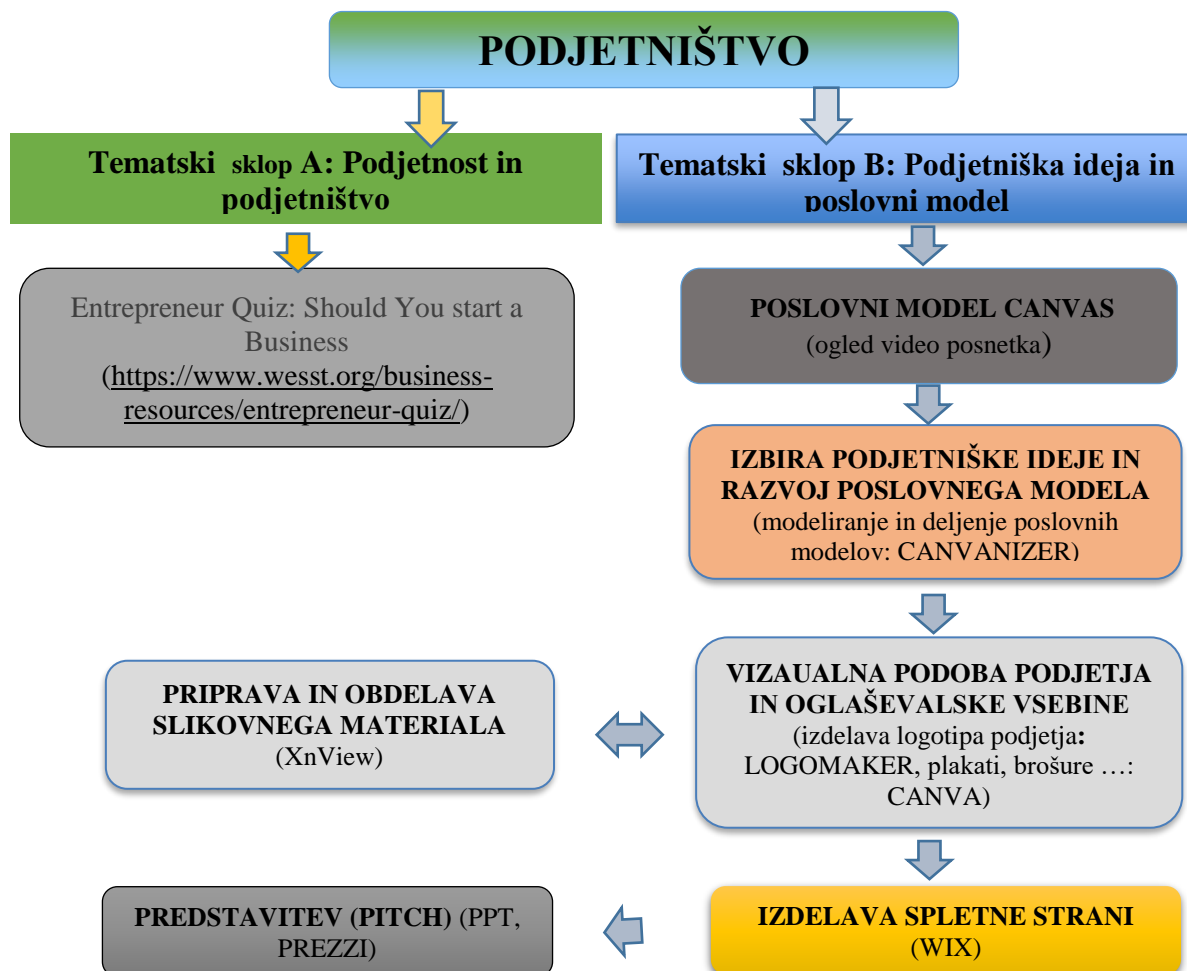 PODJETNIŠTVO
Tematski sklop A: Podjetnost in
podjetništvo
Tematski sklop B: Podjetniška ideja in
poslovni model
Entrepreneur Quiz: Should You start a
Business
(https://www.wesst.org/business-
resources/entrepreneur-quiz/)
POSLOVNI MODEL CANVAS
(ogled video posnetka)
IZBIRA PODJETNIŠKE IDEJE IN
RAZVOJ POSLOVNEGA MODELA
(modeliranje in deljenje poslovnih
modelov: CANVANIZER)
PRIPRAVA IN OBDELAVA
SLIKOVNEGA MATERIALA
(XnView)
VIZAUALNA PODOBA PODJETJA
IN OGLAŠEVALSKE VSEBINE
(izdelava logotipa podjetja:
LOGOMAKER, plakati, brošure …:
CANVA)
PREDSTAVITEV (PITCH) (PPT,
PREZZI)
IZDELAVA SPLETNE STRANI
(WIX)